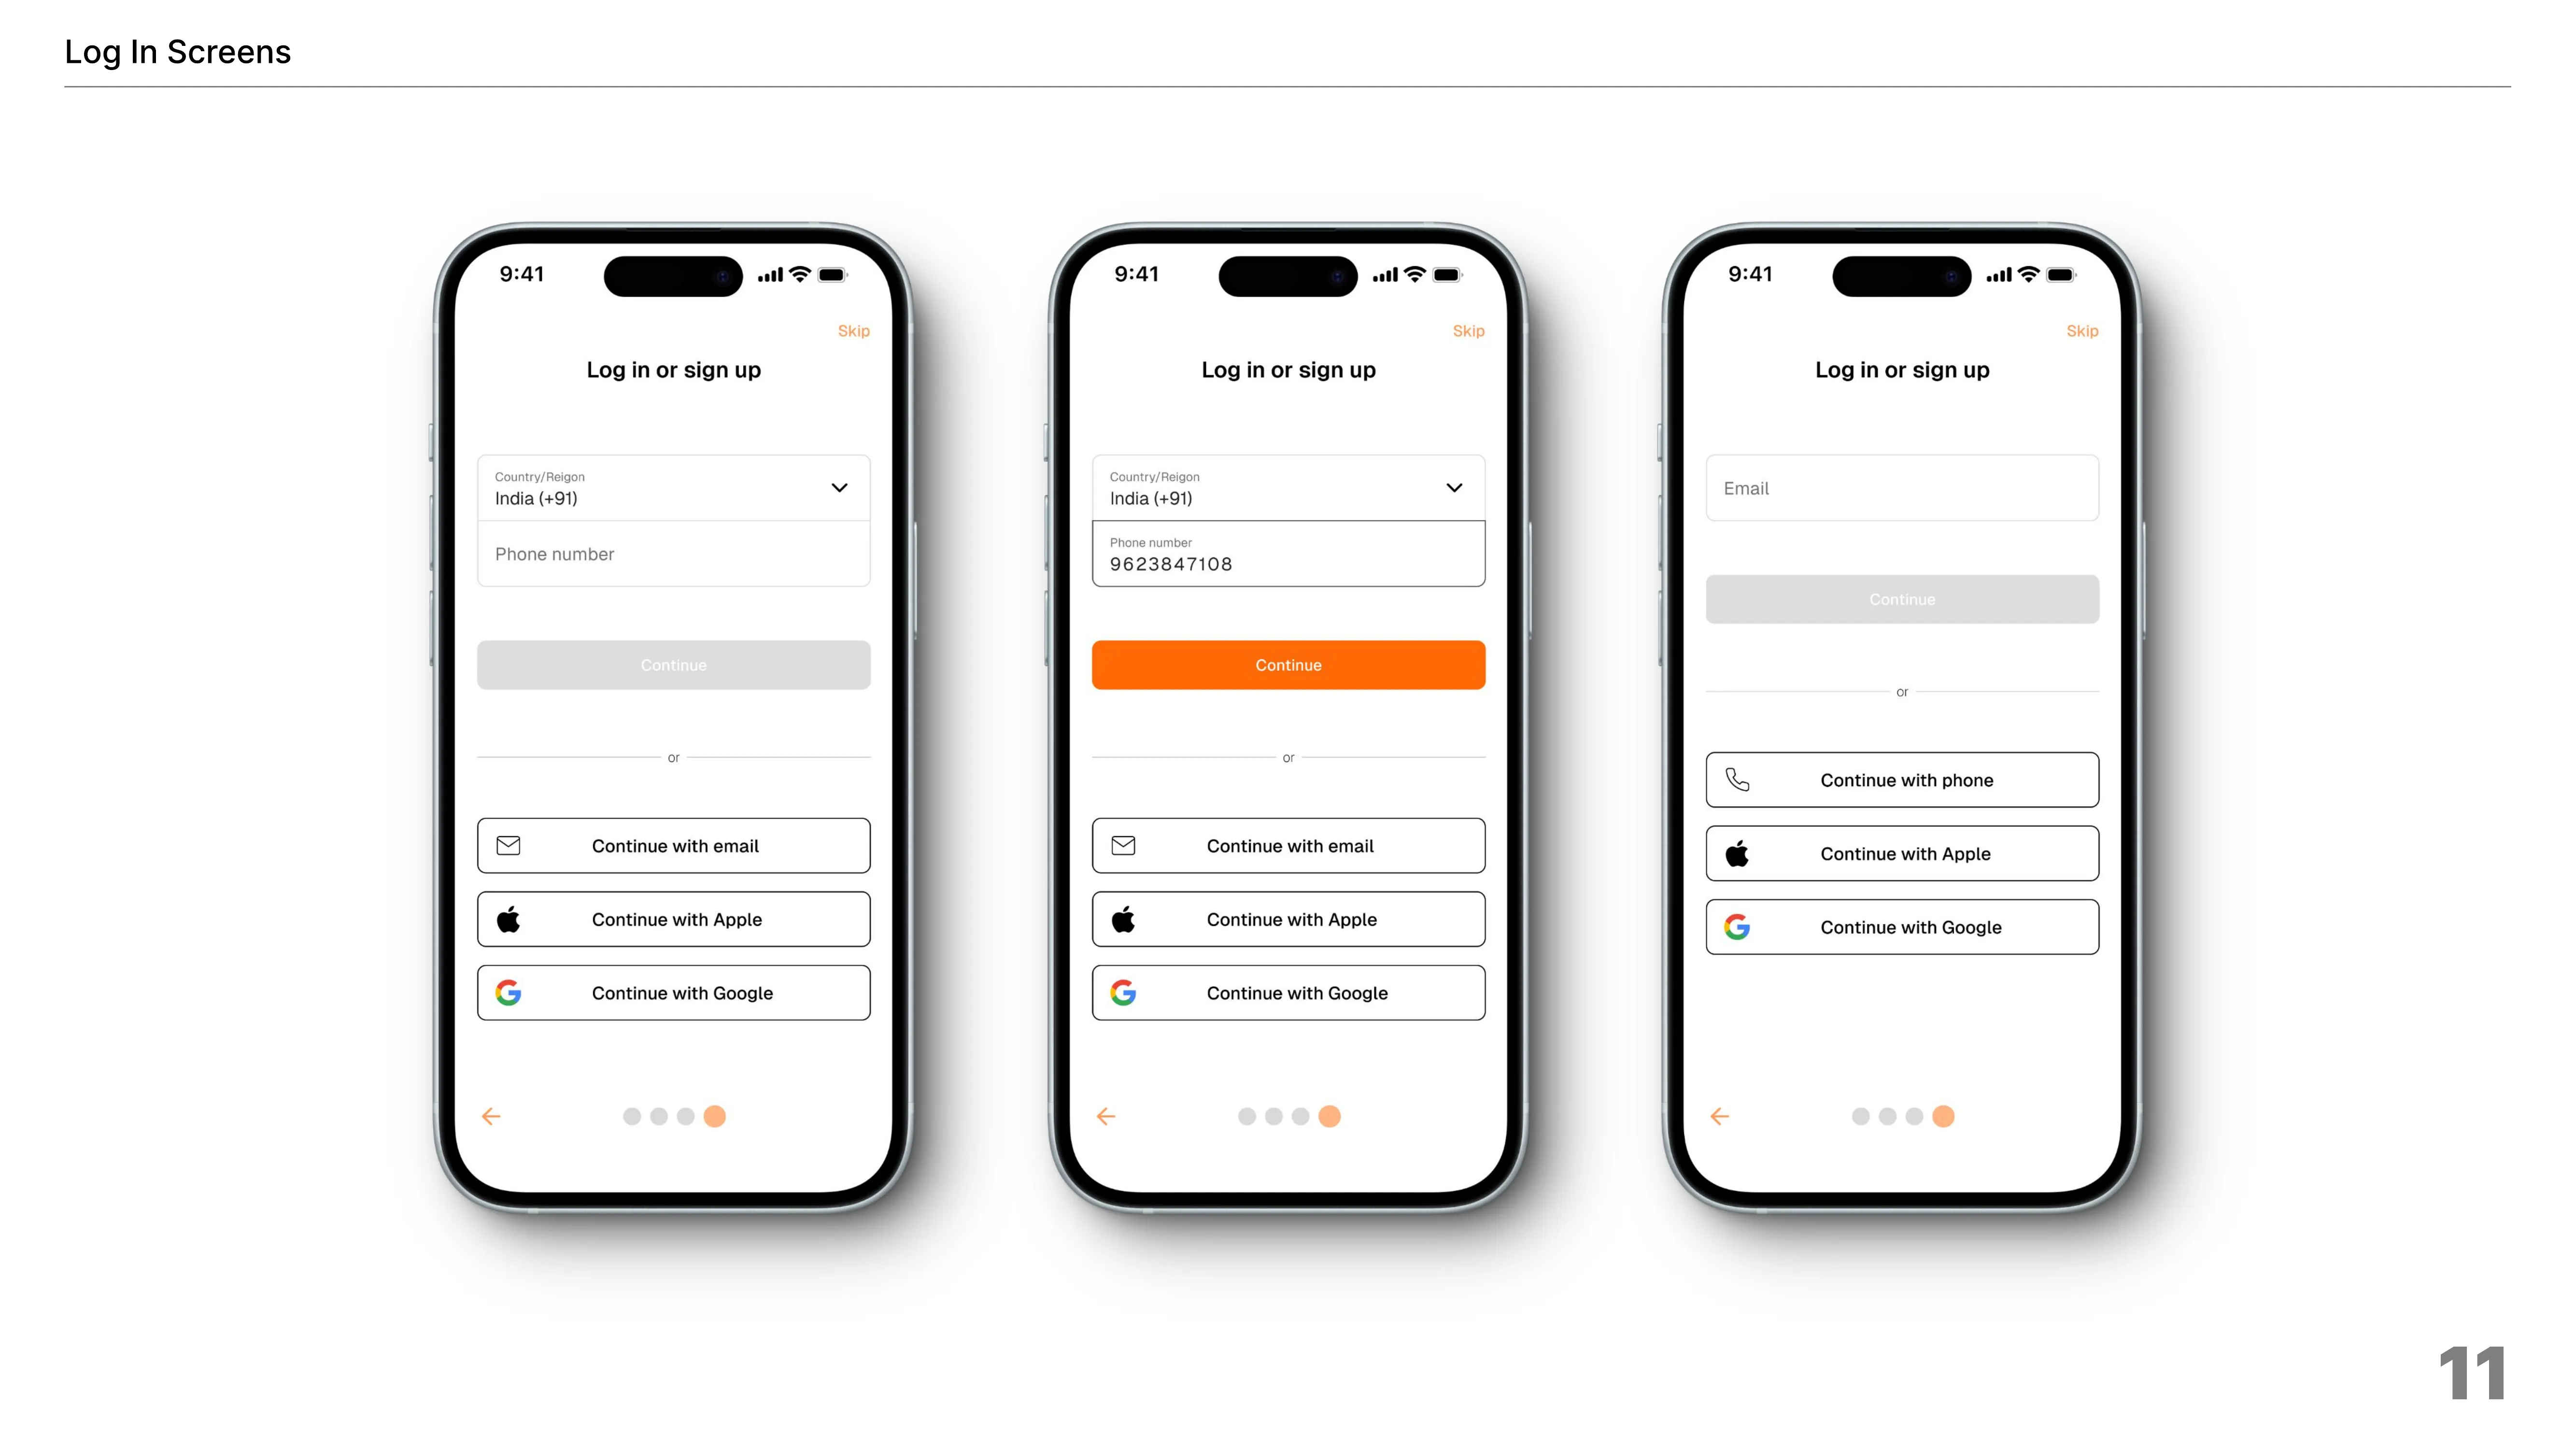 Log In Screens
9:41
Skip
Log in or sign up
Country/Reigon
India (+91)
Phone number
Continue
or
Continue with email
Continue with Apple
Continue with Google
9:41
Skip
Log in or sign up
Country/Reigon
India (+91)
Phone number
9623847108
Continue
or
Continue with email
Continue with Apple
Continue with Google
9:41
Skip
Log in or sign up
Email
Continue
or
Continue with phone
Continue with Apple
Continue with Google
11